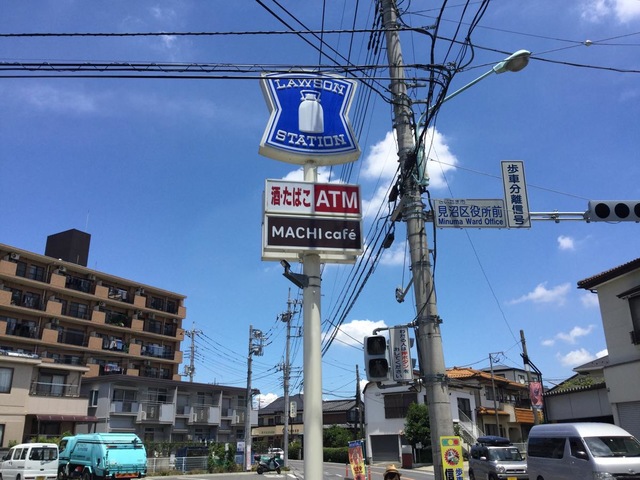 LAWSON
STATION
酒・たばこ ATM
MACHI café
見沼区役所前
Minuma Ward Office
歩車分離信号